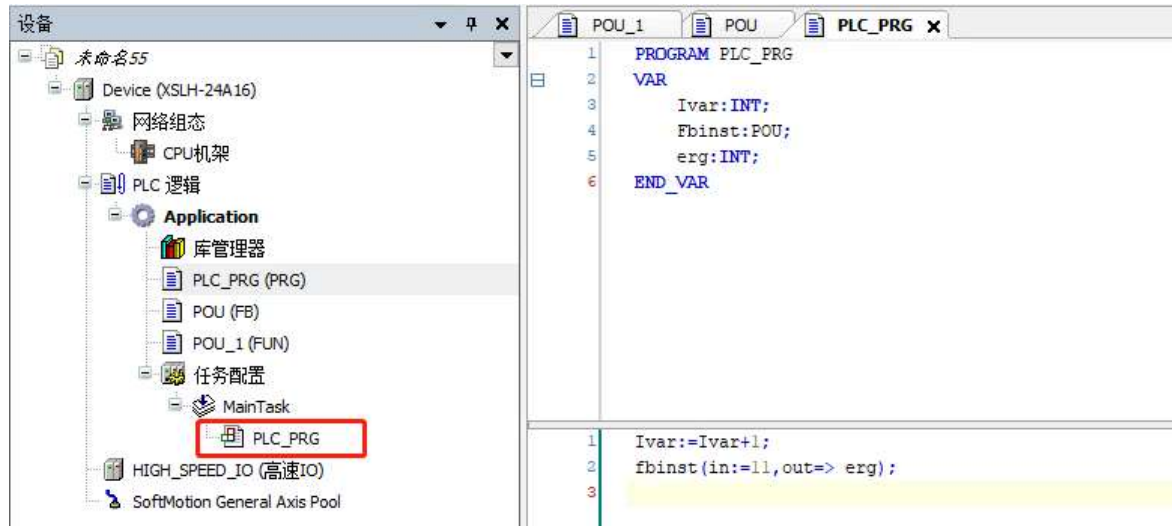 设备
未命名55
Device (XSLH-24A16)
网络组态
CPU机架
PLC 逻辑
Application
库管理器
PLC_PRG (PRG)
POU (FB)
POU_1 (FUN)
任务配置
MainTask
PLC_PRG
HIGH_SPEED_IO (高速IO)
SoftMotion General Axis Pool
POU_1 POU PLC_PRG X
1 PROGRAM PLC_PRG
2 VAR
3 Ivar:INT;
4 Fbinst:POU;
5 erg:INT;
6 END_VAR
1 Ivar:=Ivar+1;
2 fbinst(in:=11,out=> erg);
3